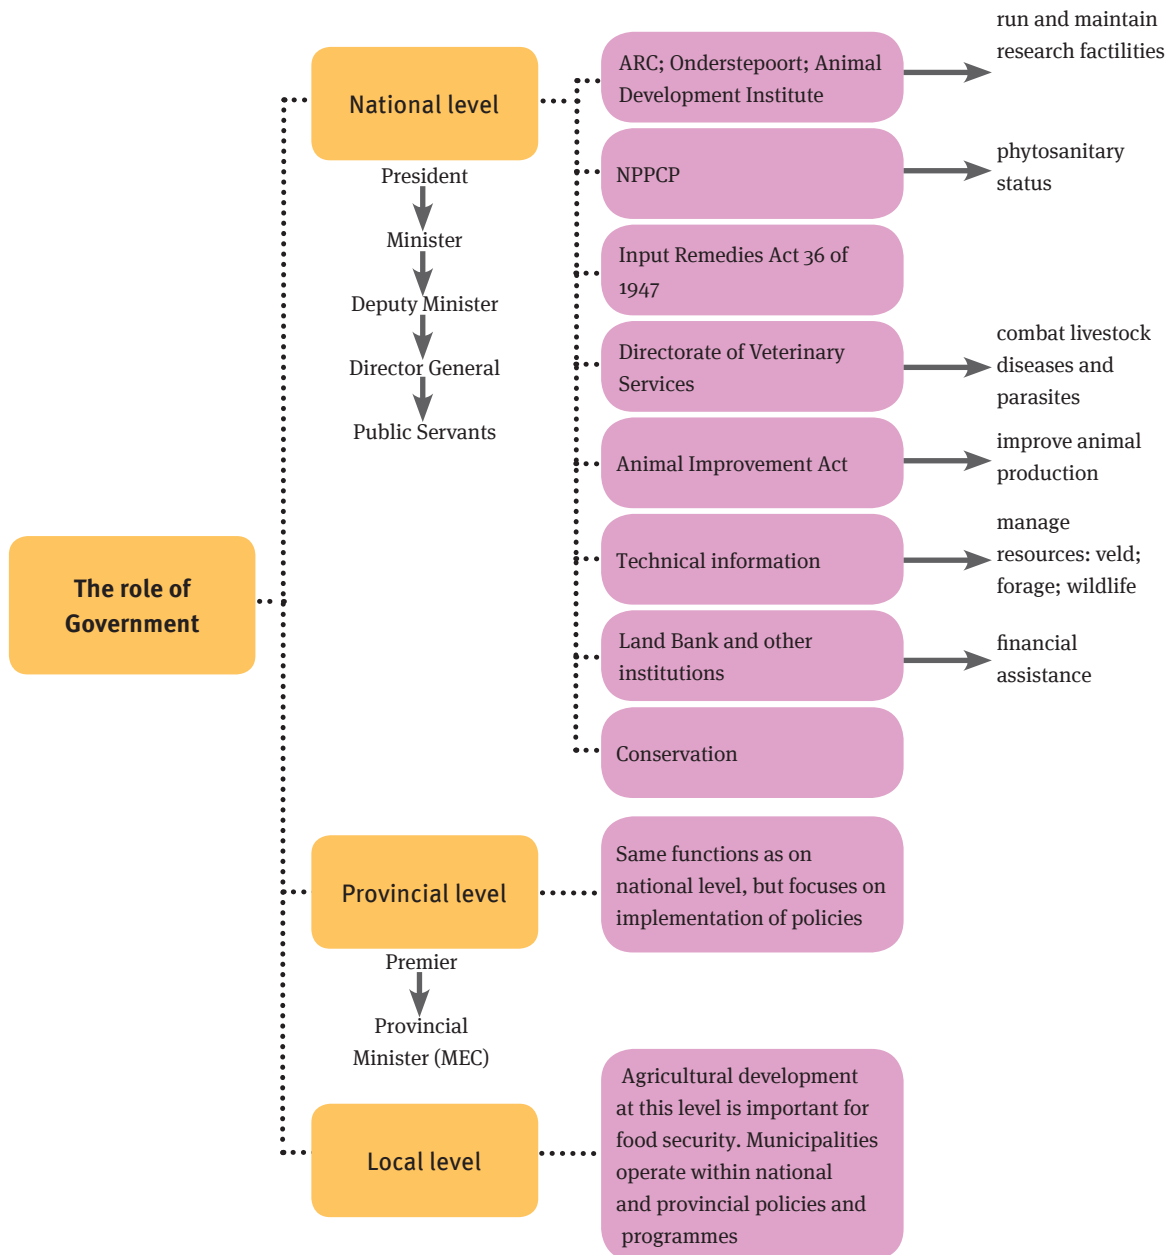 The role of
Government
National level
President
Minister
Deputy Minister
Director General
Public Servants
ARC; Onderstepoort; Animal
Development Institute
run and maintain
research factilities
NPPCP
phytosanitary
status
Input Remedies Act 36 of
1947
Directorate of Veterinary
Services
combat livestock
diseases and
parasites
Animal Improvement Act
improve animal
production
Technical information
manage
resources: veld;
forage; wildlife
Land Bank and other
institutions
financial
assistance
Conservation
Provincial level
Premier
Provincial
Minister (MEC)
Same functions as on
national level, but focuses on
implementation of policies
Local level
Agricultural development
at this level is important for
food security. Municipalities
operate within national
and provincial policies and
programmes